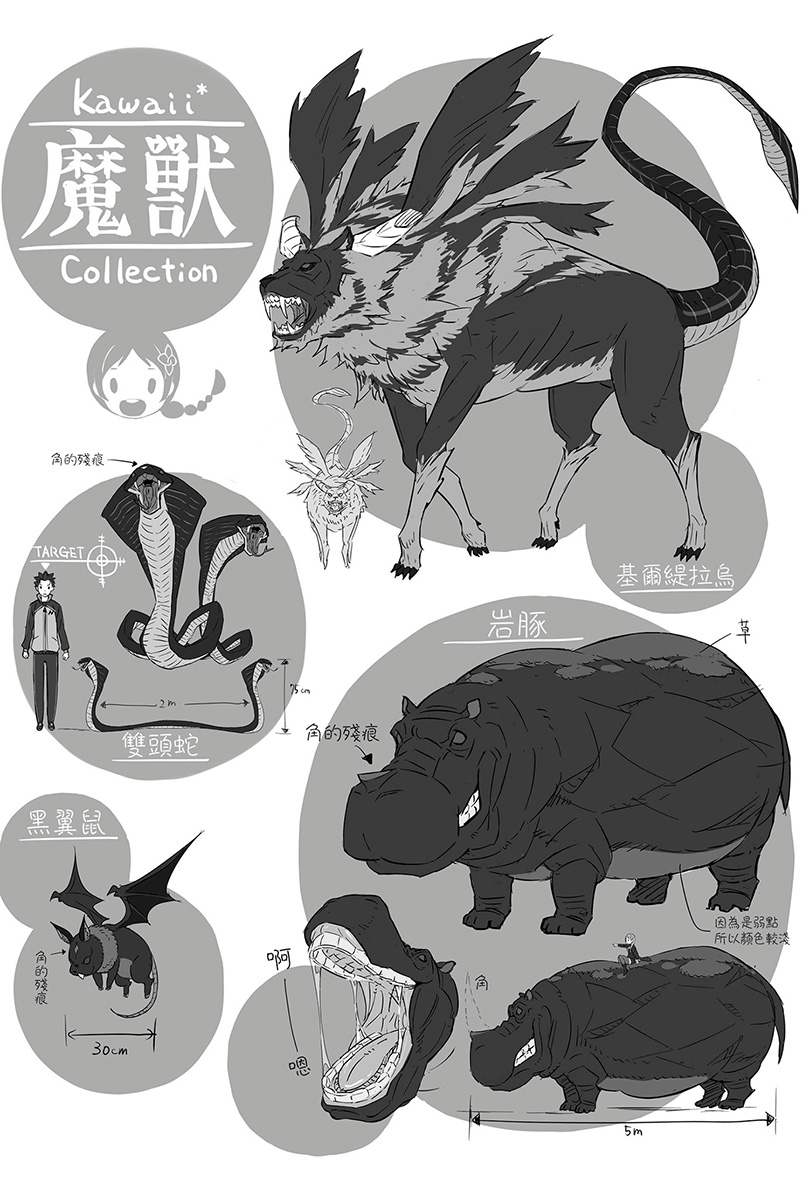 Kawaii*
魔獸
Collection
基爾緹拉烏
角的殘痕
TARGET
2m
75cm
雙頭蛇
岩豚
草
角的殘痕
因為是弱點
所以顏色較淺
黑翼鼠
角的殘痕
30cm
啊
嗯
角
5m